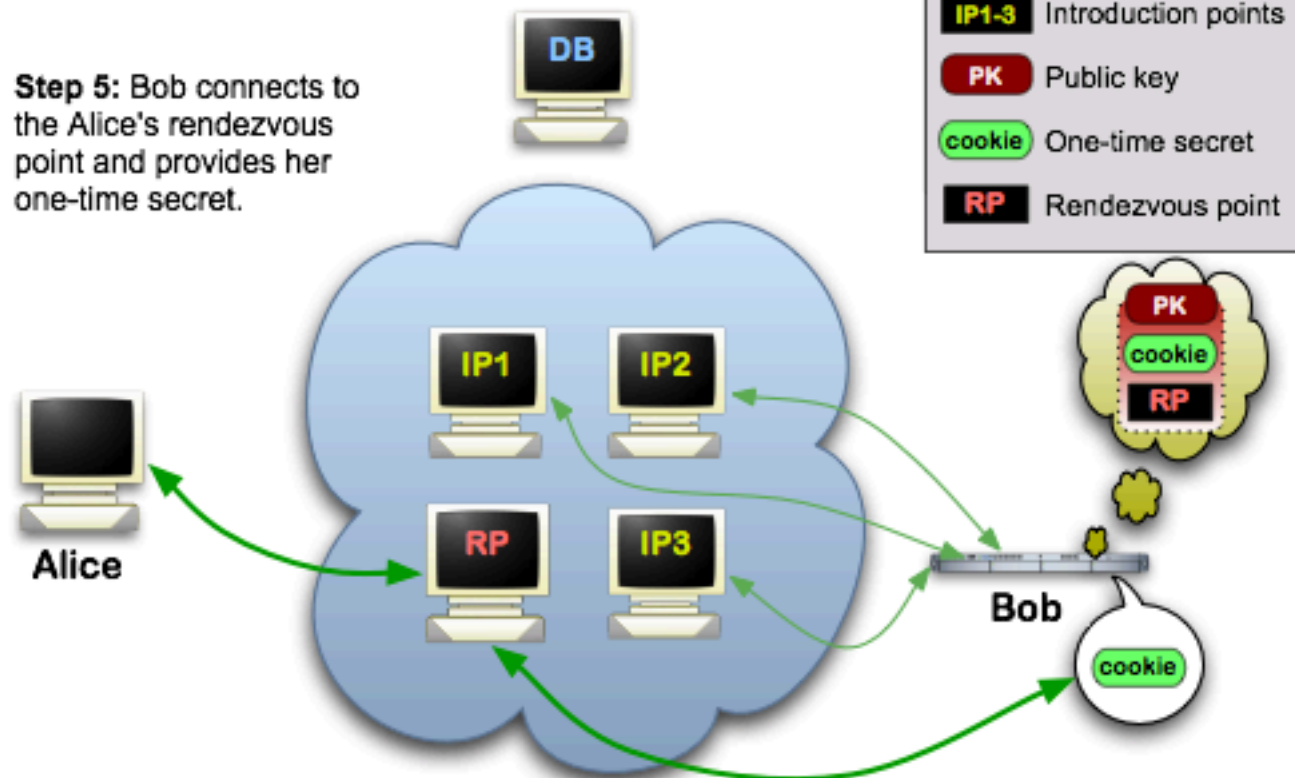 Step 5: Bob connects to
the Alice's rendezvous
point and provides her
one-time secret.
DB
IP1-3 Introduction points
PK Public key
cookie One-time secret
RP Rendezvous point
IP1
IP2
RP
IP3
Alice
Bob
PK
cookie
RP
cookie